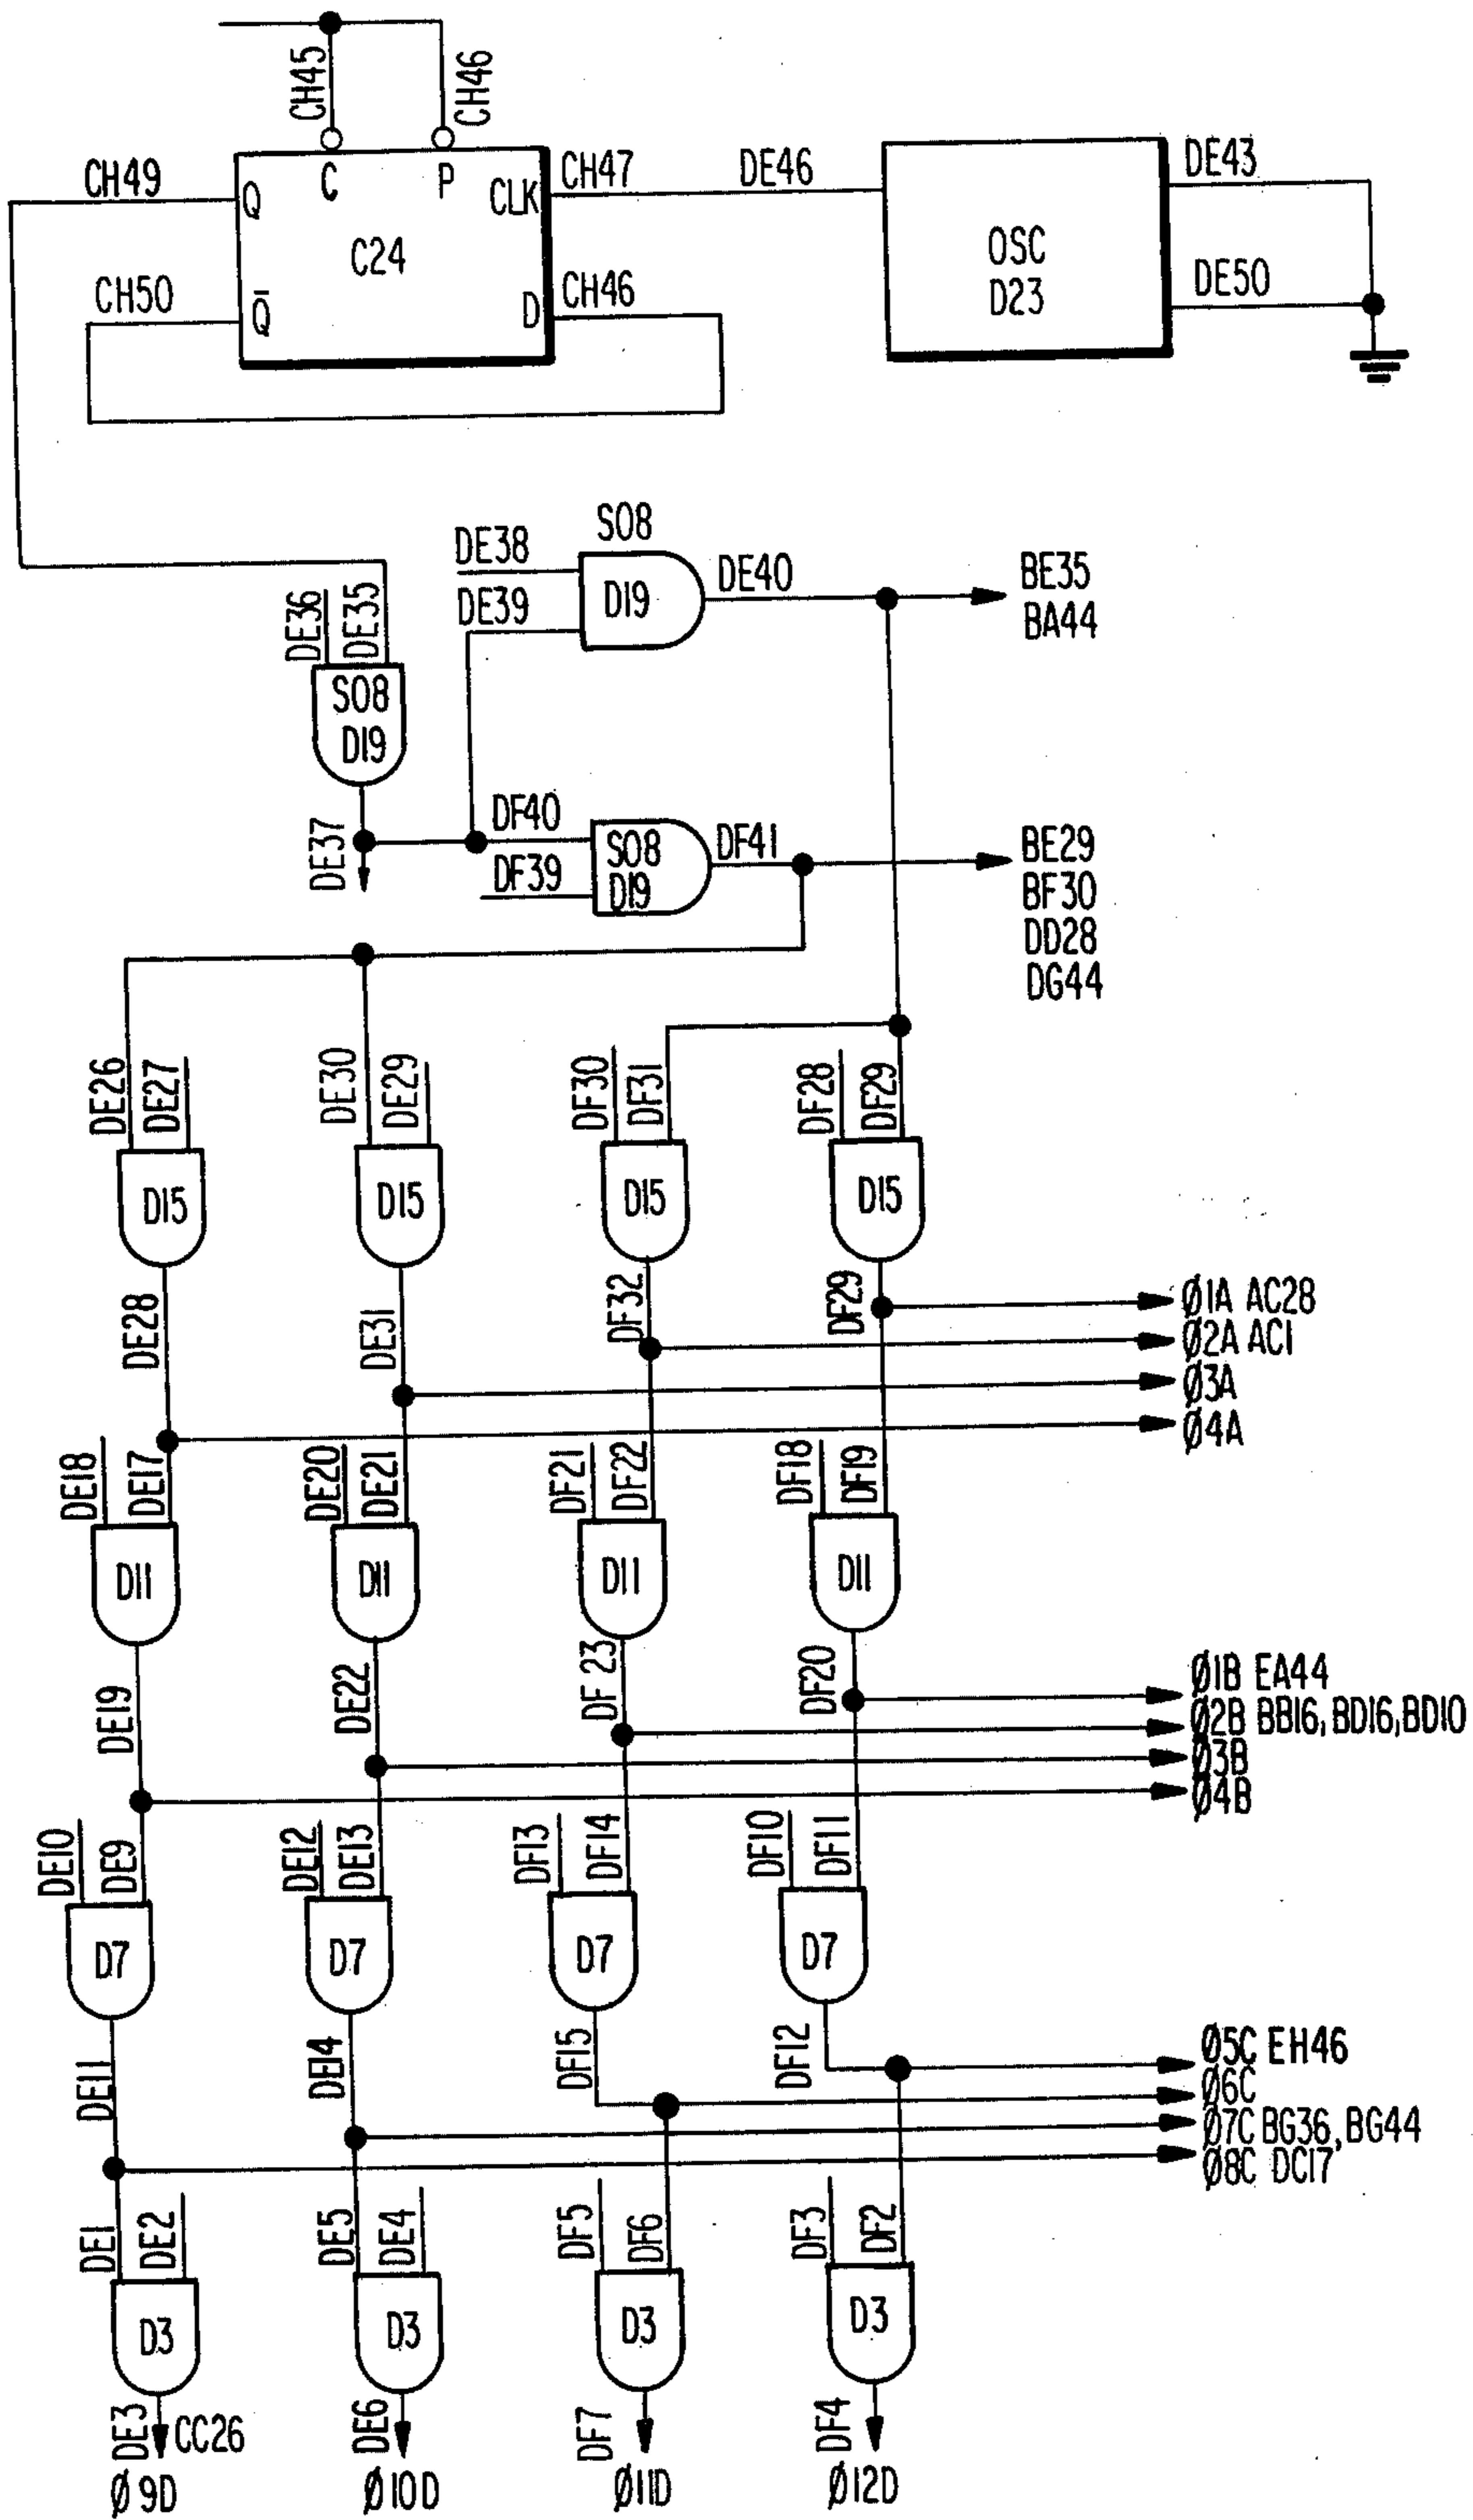 CH45
CH46
CH49
Q
C
P
CLK
CH47
DE46
DE43
C24
OSC
D23
CH50
Q̄
D
CH46
DE50
S08
DE38
DE39
D19
DE40
BE35
BA44
DE36
DE35
S08
D19
DE37
DF40
DF39
S08
D19
DF41
BE29
BF30
DD28
DG44
DE26
DE27
DE30
DE29
DF30
DF31
DF28
DF29
D15
D15
D15
D15
DE28
DE31
DF32
DF29
Ø1A AC28
Ø2A AC1
Ø3A
Ø4A
DE18
DE17
DE20
DE21
DF21
DF22
DF18
DF19
D11
D11
D11
D11
DE19
DE22
DF 23
DF20
Ø1B EA44
Ø2B BB16, BD16, BD10
Ø3B
Ø4B
DE10
DE9
DE12
DE13
DF13
DF14
DF10
DF11
D7
D7
D7
D7
DE11
DE14
DF15
DF12
Ø5C EH46
Ø6C
Ø7C BG36, BG44
Ø8C DC17
DE1
DE2
DE5
DE4
DF5
DF6
DF3
DF2
D3
D3
D3
D3
DE3
CC26
DE6
DF7
DF4
Ø9D
Ø10D
Ø11D
Ø12D